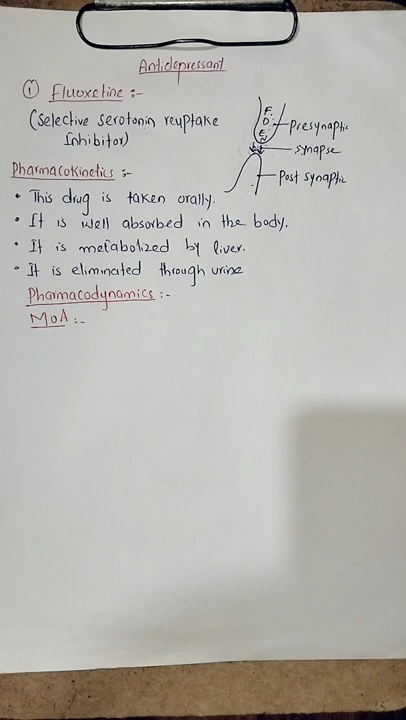 Antidepressant
① Fluoxetine :-
(Selective serotonin reuptake
Inhibitor)
Presynaptic
synapse
Post synaptic
Pharmacokinetics :-
• This drug is taken orally.
• It is well absorbed in the body.
• It is metabolized by liver.
• It is eliminated through urine
Pharmacodynamics :-
MoA :-